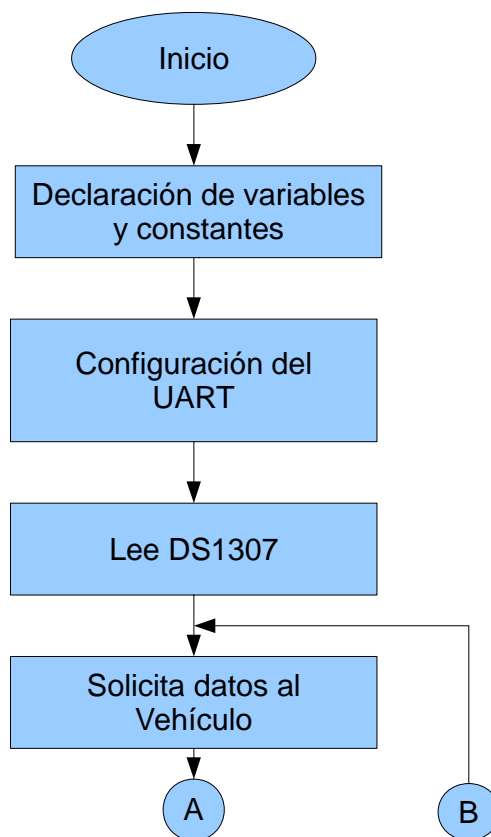 Inicio
Declaración de variables
y constantes
Configuración del
UART
Lee DS1307
Solicita datos al
Vehículo
A
B